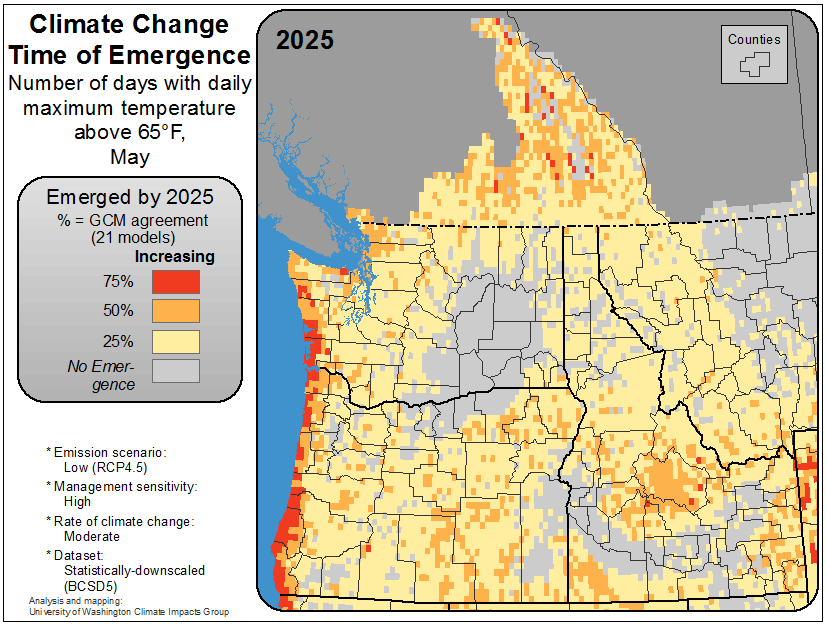 Climate Change
Time of Emergence
Number of days with daily
maximum temperature
above 65°F,
May
Emerged by 2025
% = GCM agreement
(21 models)
Increasing
75%
50%
25%
No Emer-
gence
* Emission scenario:
Low (RCP4.5)
* Management sensitivity:
High
* Rate of climate change:
Moderate
* Dataset:
Statistically-downscaled
(BCSD5)
Analysis and mapping:
University of Washington Climate Impacts Group
2025
Counties